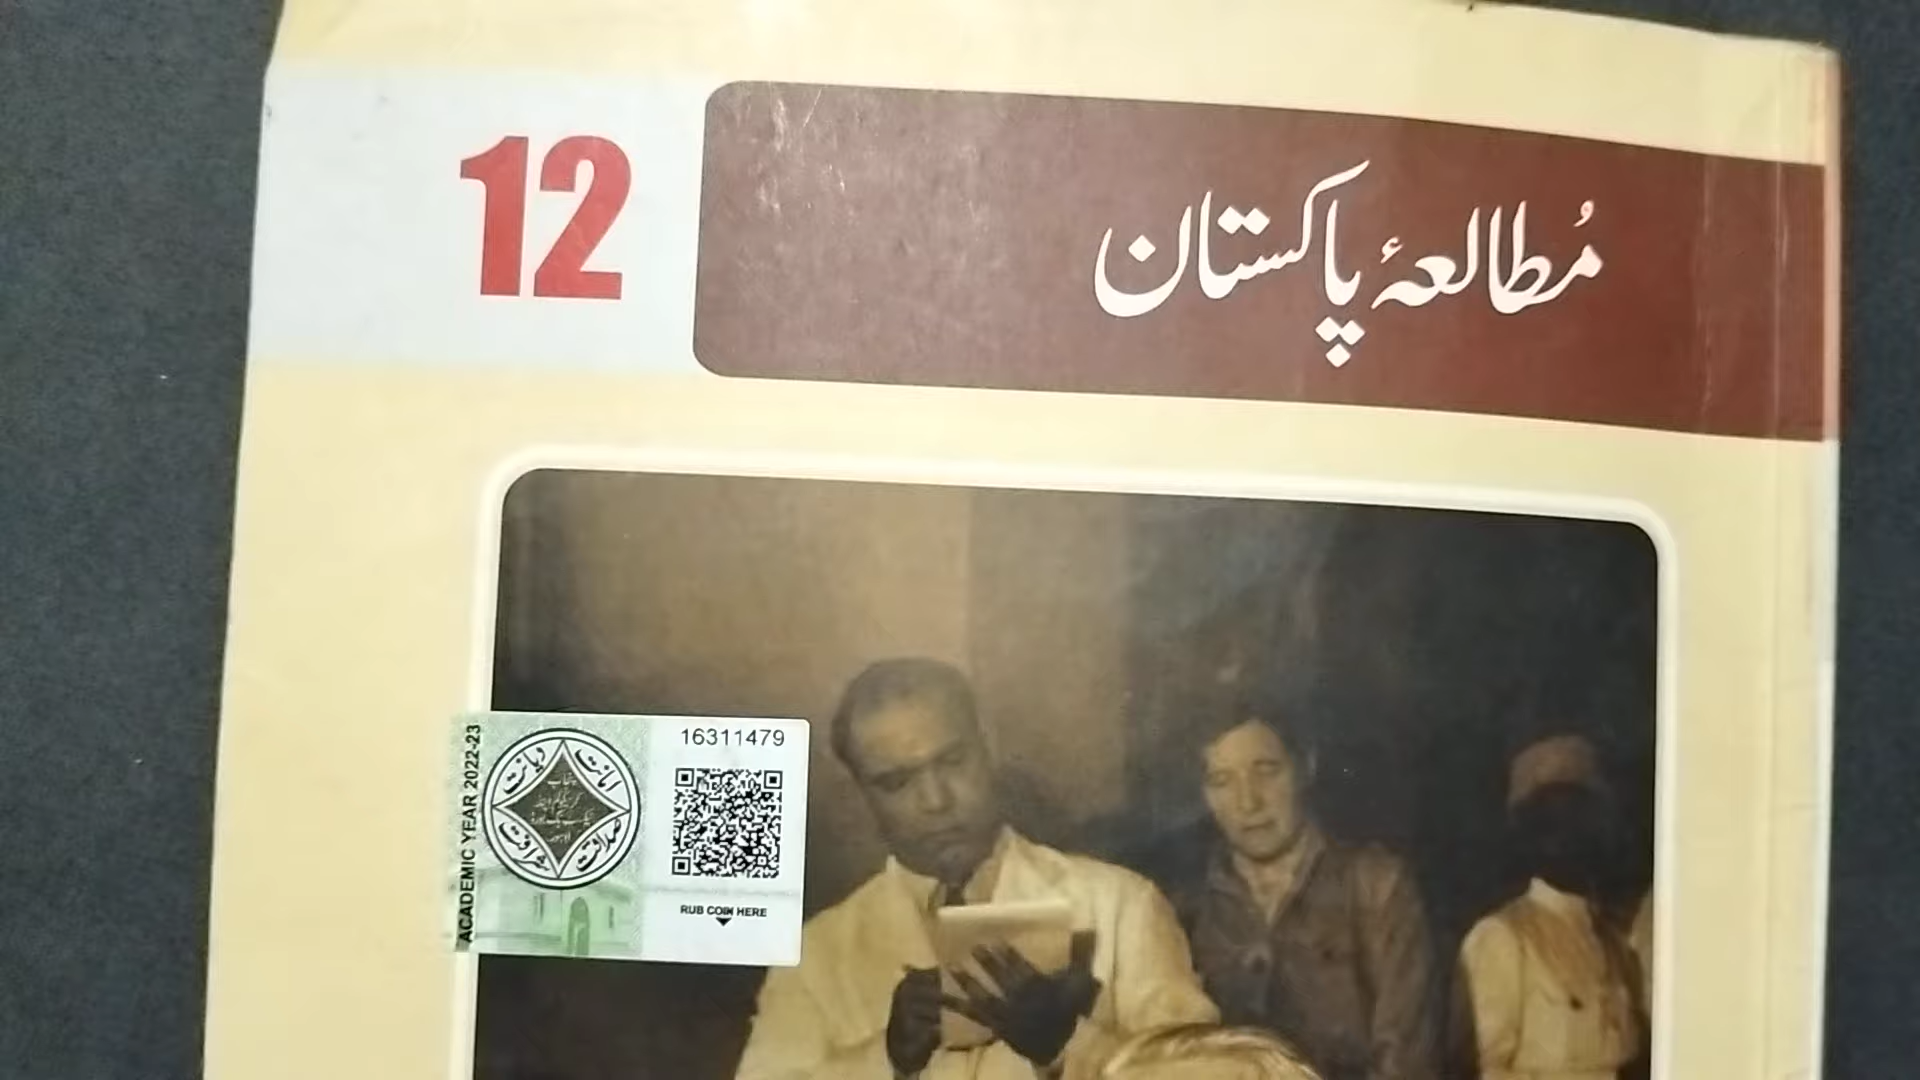 12
مُطالعۂ پاکستان
ACADEMIC YEAR 2022-23
دیانت
امانت
شرافت
صداقت
16311479
RUB COIN HERE